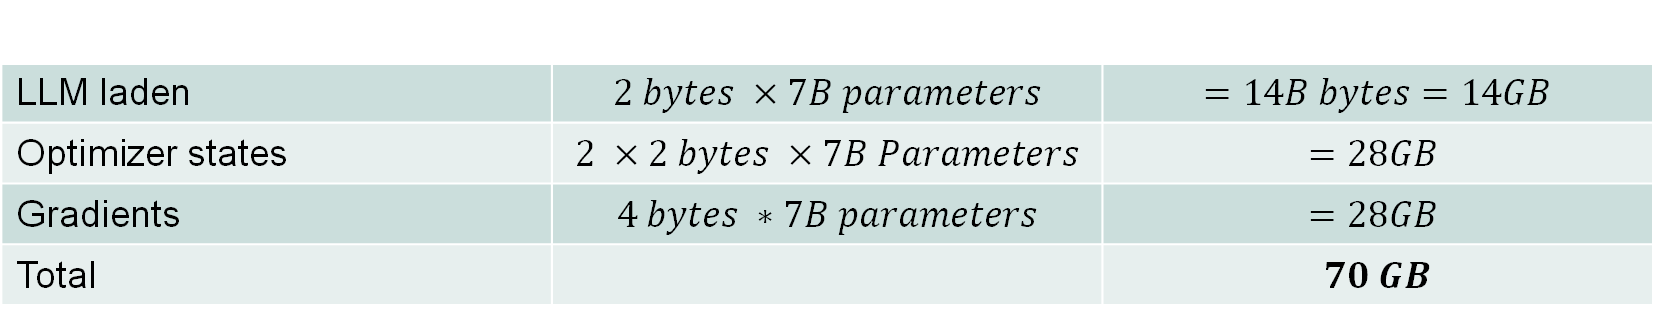 LLM laden 2 bytes × 7B parameters = 14B bytes = 14GB
Optimizer states 2 × 2 bytes × 7B Parameters = 28GB
Gradients 4 bytes * 7B parameters = 28GB
Total 70 GB